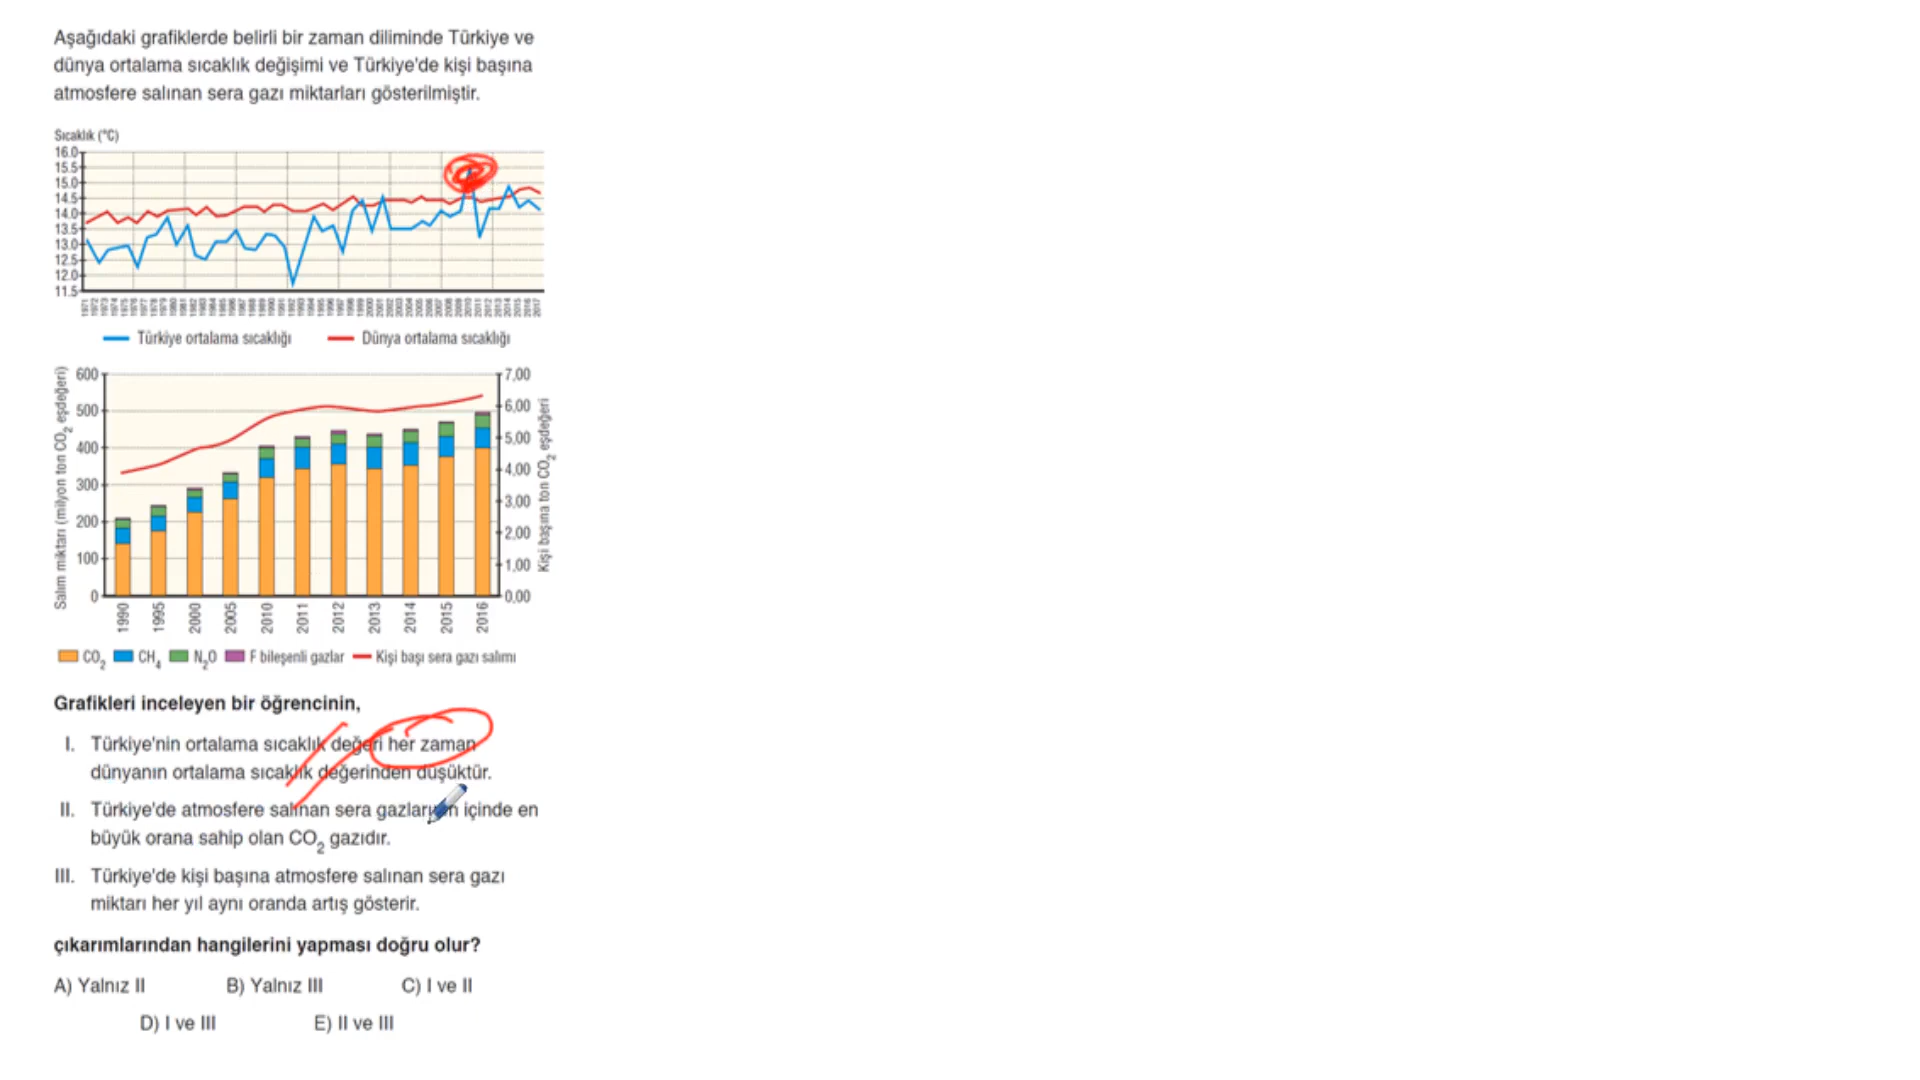 Aşağıdaki grafiklerde belirli bir zaman diliminde Türkiye ve
dünya ortalama sıcaklık değişimi ve Türkiye'de kişi başına
atmosfere salınan sera gazı miktarları gösterilmiştir.
Sıcaklık (°C)
16.0
15.5
15.0
14.5
14.0
13.5
13.0
12.5
12.0
11.5
Türkiye ortalama sıcaklığı
Dünya ortalama sıcaklığı
Salım miktarı (milyon ton CO2 eşdeğeri)
600
500
400
300
200
100
0
7,00
6,00
5,00
4,00
3,00
2,00
1,00
0,00
Kişi başına ton CO2 eşdeğeri
1990 1995 2000 2005 2010 2011 2012 2013 2014 2015 2016
CO2 CH4 N2O F bileşenli gazlar Kişi başı sera gazı salımı
Grafikleri inceleyen bir öğrencinin,
I. Türkiye'nin ortalama sıcaklık değeri her zaman
dünyanın ortalama sıcaklık değerinden düşüktür.
II. Türkiye'de atmosfere salınan sera gazlarının içinde en
büyük orana sahip olan CO2 gazıdır.
III. Türkiye'de kişi başına atmosfere salınan sera gazı
miktarı her yıl aynı oranda artış gösterir.
çıkarımlarından hangilerini yapması doğru olur?
A) Yalnız II B) Yalnız III C) I ve II
D) I ve III E) II ve III